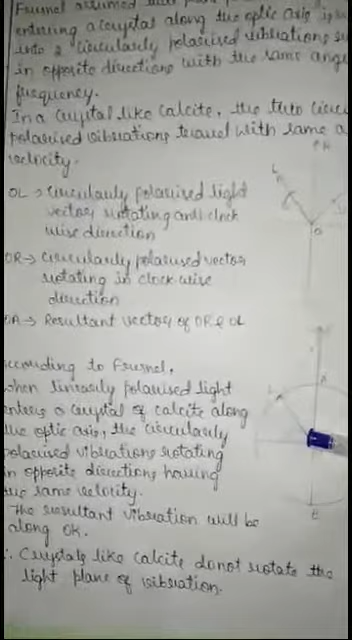 Fresnel assumed that
entering a crystal along the optic axis is
into 2 circularly polarised vibrations
in opposite directions with the same
frequency.
In a crystal like calcite, the two
polarised vibrations travel with same
velocity.
OL → Circularly polarised light
vector rotating anti clock
wise direction
OR → Circularly polarised vector
rotating in clockwise
direction
OA → Resultant vector of OR & OL
According to Fresnel,
when linearly polarised light
enters a crystal of calcite along
the optic axis, the circularly
polarised vibrations rotating
in opposite directions having
the same velocity.
The resultant vibration will be
along OK.
∴ Crystals like calcite donot rotate the
light plane of vibration.
L
O
L
A
B